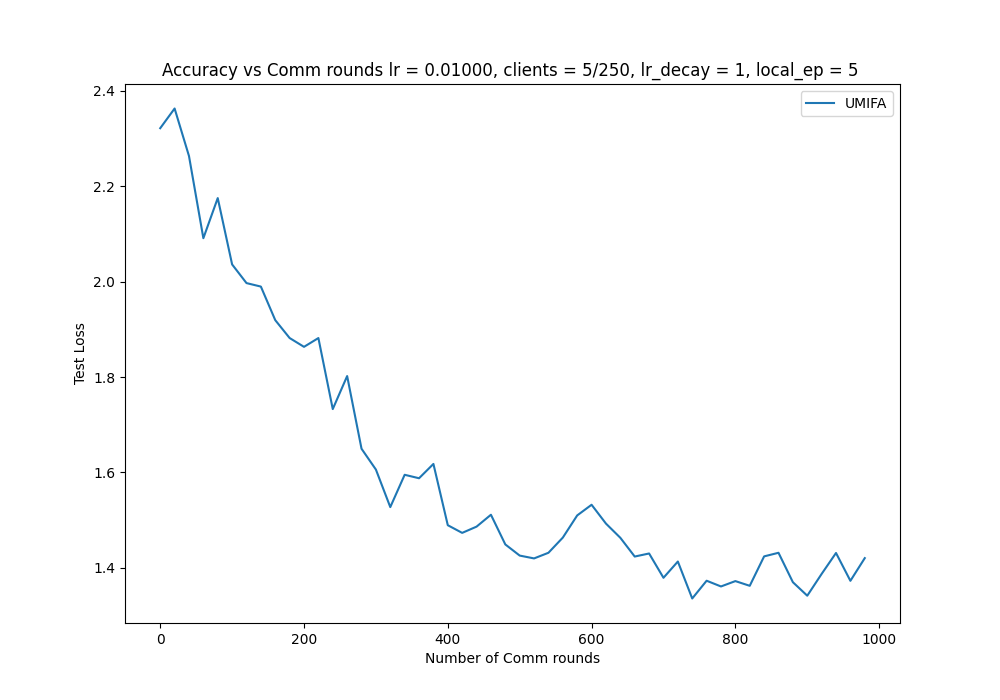 Accuracy vs Comm rounds lr = 0.01000, clients = 5/250, lr_decay = 1, local_ep = 5
UMIFA
2.4
2.2
2.0
1.8
1.6
1.4
Test Loss
0 200 400 600 800 1000
Number of Comm rounds